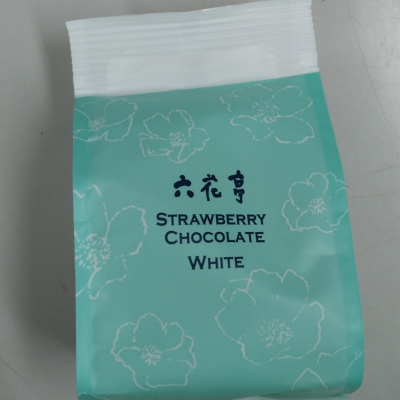 六花亭
STRAWBERRY
CHOCOLATE
WHITE